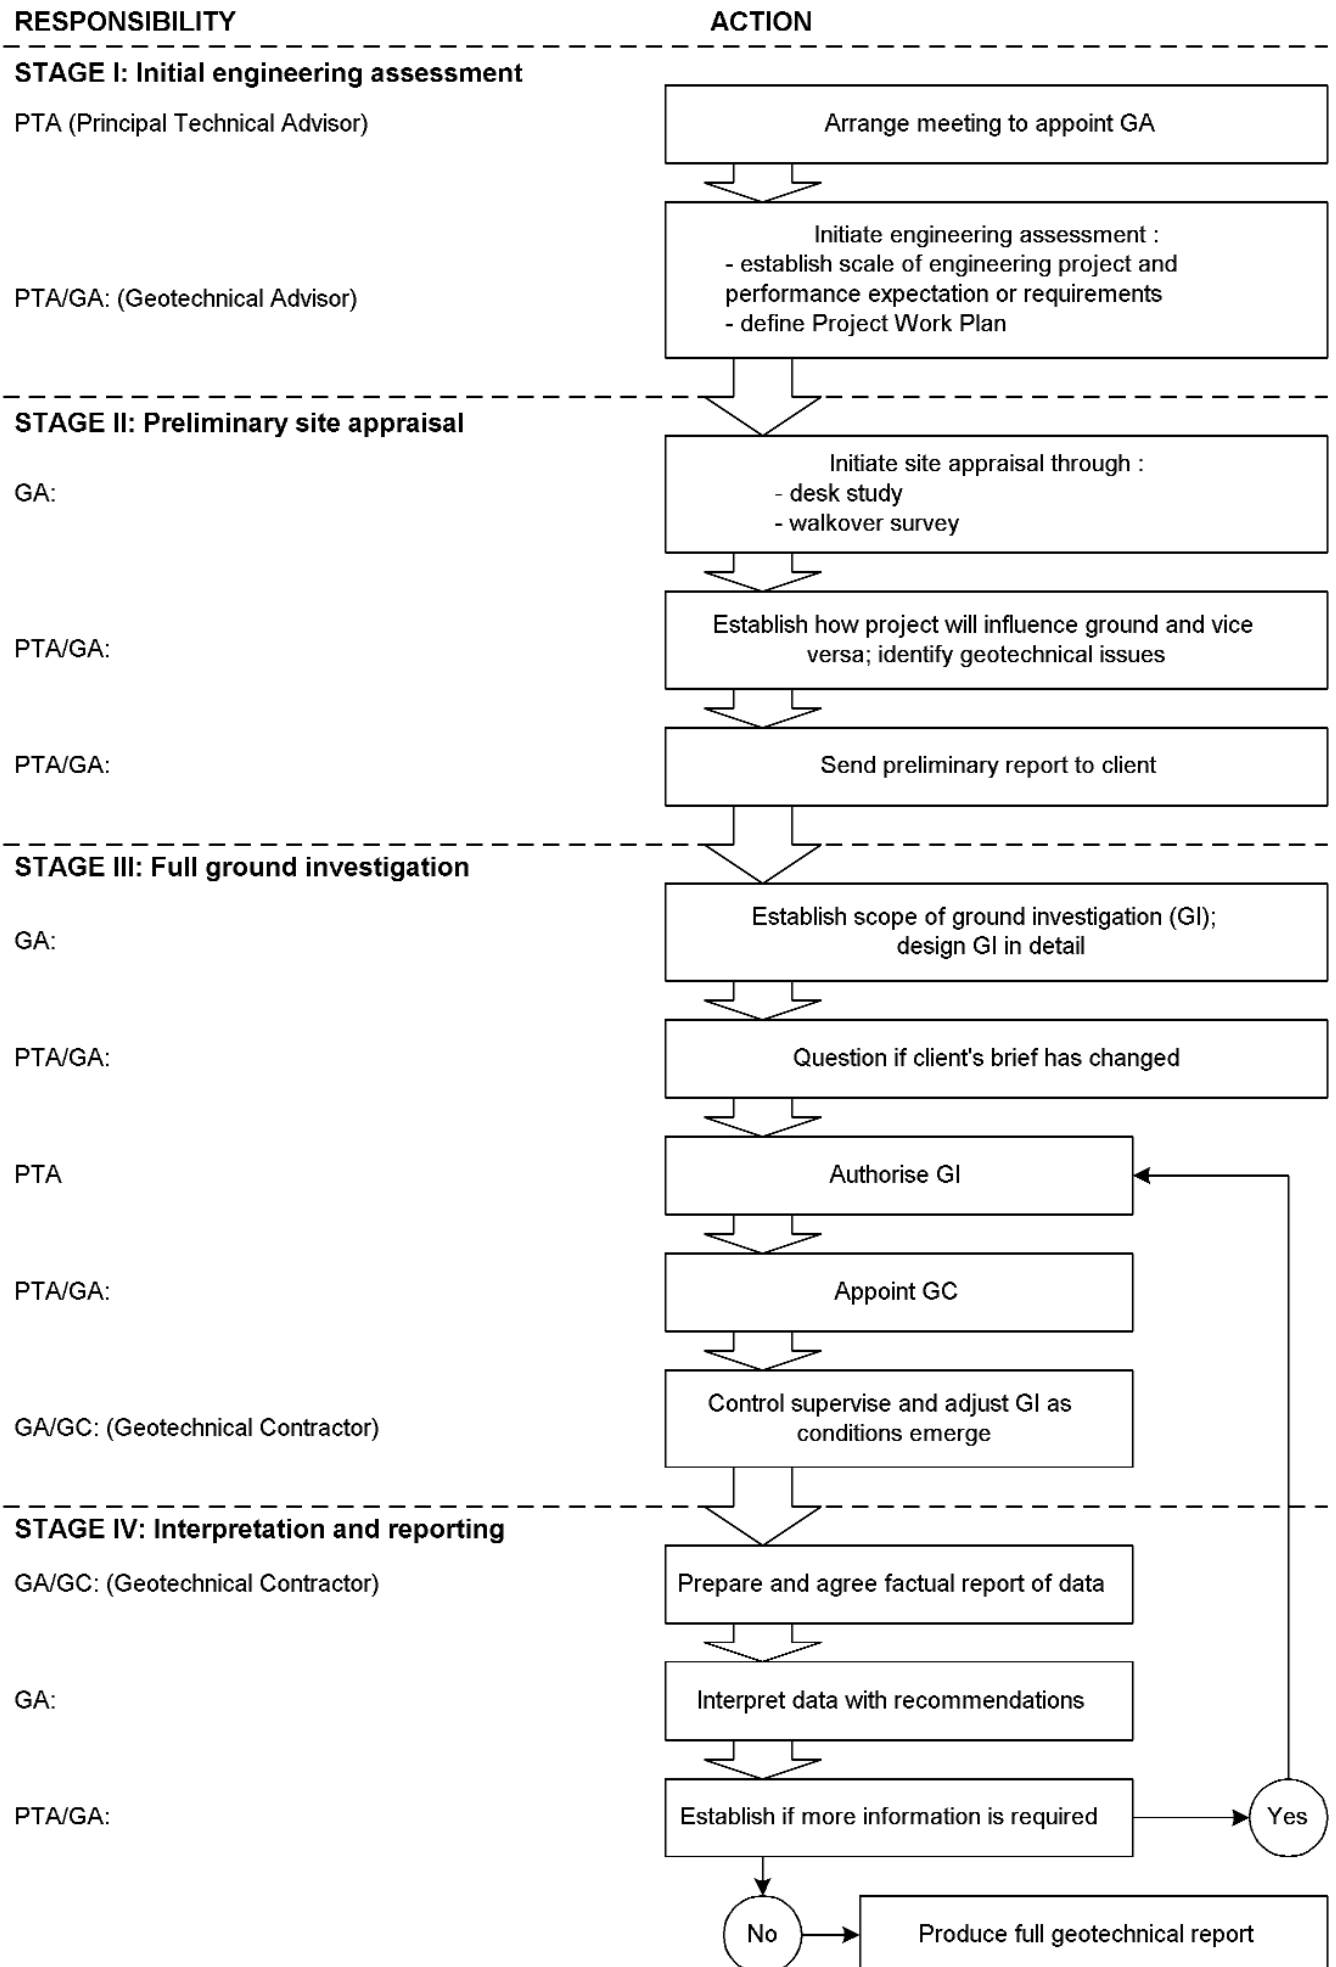 RESPONSIBILITY
ACTION
STAGE I: Initial engineering assessment
PTA (Principal Technical Advisor)
Arrange meeting to appoint GA
PTA/GA: (Geotechnical Advisor)
Initiate engineering assessment :
- establish scale of engineering project and
performance expectation or requirements
- define Project Work Plan
STAGE II: Preliminary site appraisal
GA:
Initiate site appraisal through :
- desk study
- walkover survey
PTA/GA:
Establish how project will influence ground and vice
versa; identify geotechnical issues
PTA/GA:
Send preliminary report to client
STAGE III: Full ground investigation
GA:
Establish scope of ground investigation (GI);
design GI in detail
PTA/GA:
Question if client's brief has changed
PTA
Authorise GI
PTA/GA:
Appoint GC
GA/GC: (Geotechnical Contractor)
Control supervise and adjust GI as
conditions emerge
STAGE IV: Interpretation and reporting
GA/GC: (Geotechnical Contractor)
Prepare and agree factual report of data
GA:
Interpret data with recommendations
PTA/GA:
Establish if more information is required
Yes
No
Produce full geotechnical report